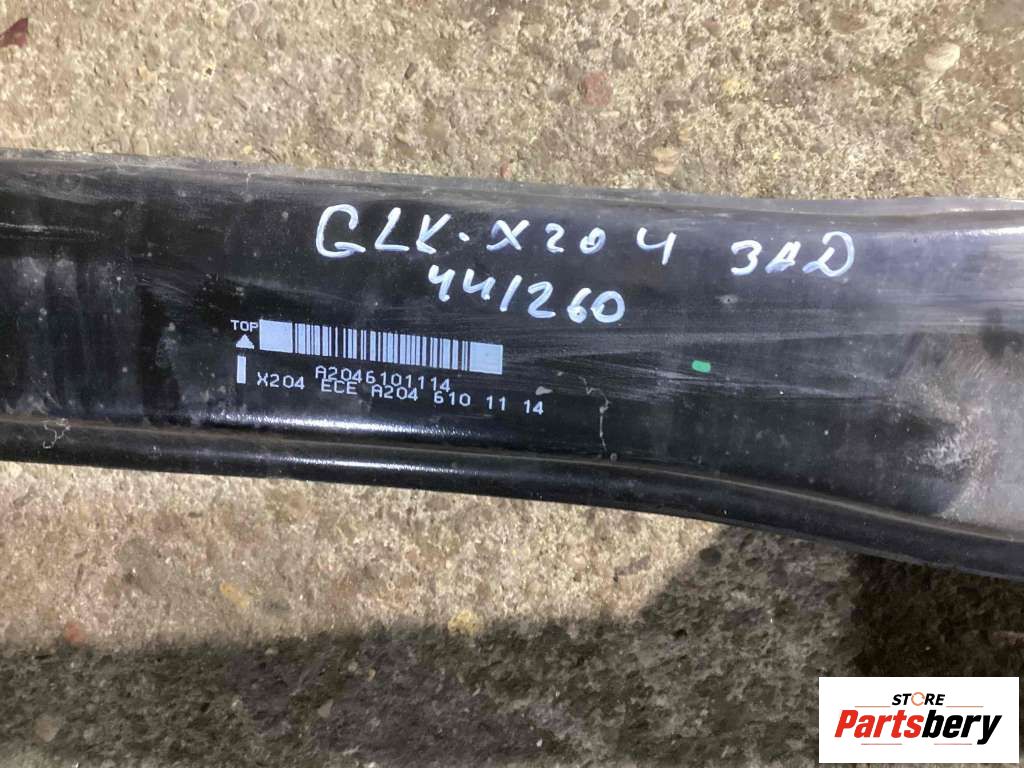 GLK-X204 ЗАД
44/260
TOP
A2046101114
X204 ECE A204 610 11 14
STORE
Partsbery